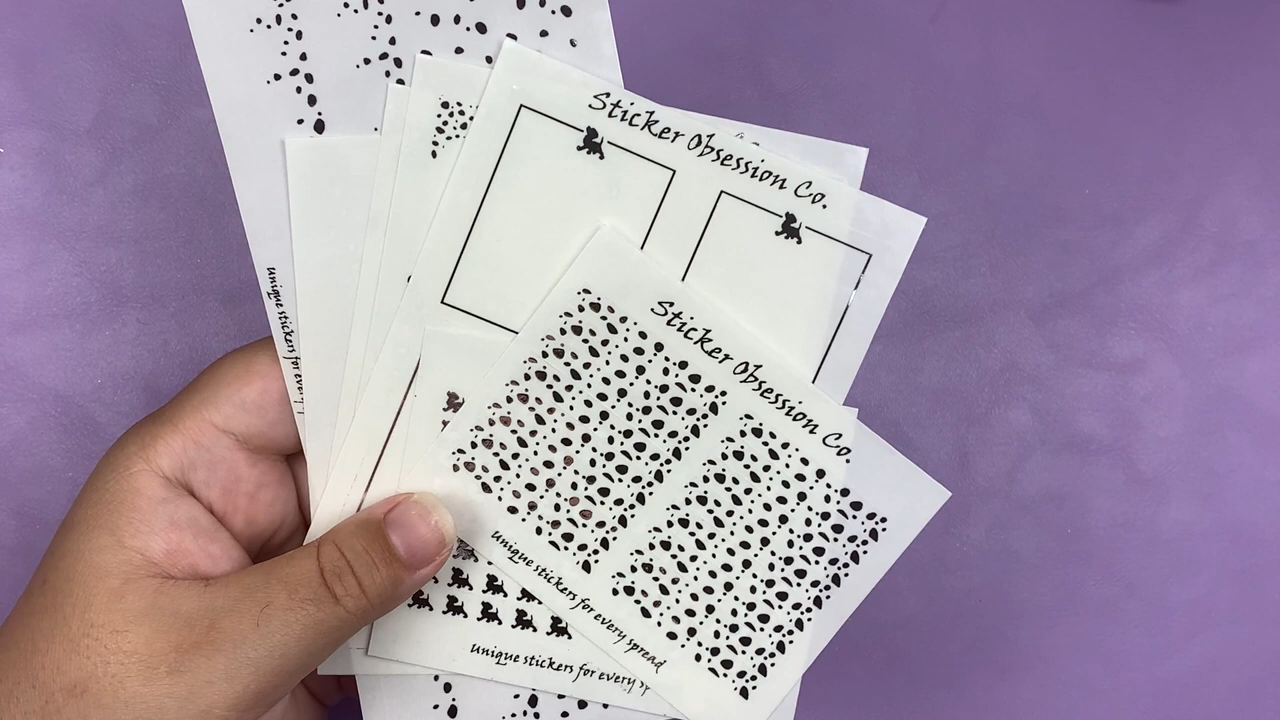 Sticker Obsession Co.
Sticker Obsession Co.
unique stickers for every
unique stickers for every spread
unique stickers for every sp